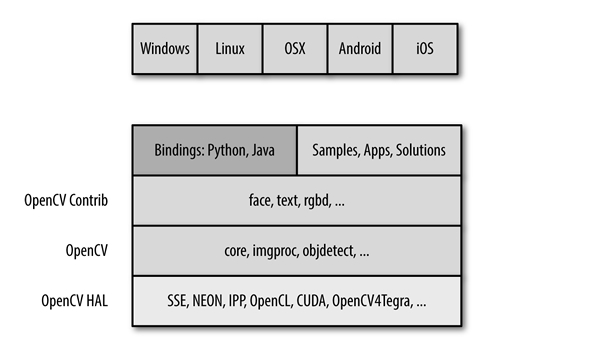 Windows Linux OSX Android iOS
Bindings: Python, Java Samples, Apps, Solutions
OpenCV Contrib face, text, rgbd, ...
OpenCV core, imgproc, objdetect, ...
OpenCV HAL SSE, NEON, IPP, OpenCL, CUDA, OpenCV4Tegra, ...